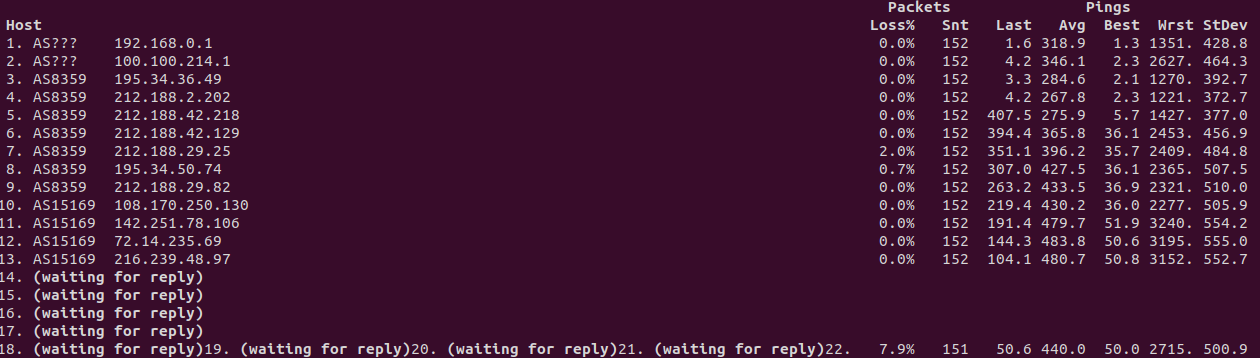 Packets Pings
Host Loss% Snt Last Avg Best Wrst StDev
1. AS??? 192.168.0.1 0.0% 152 1.6 318.9 1.3 1351. 428.8
2. AS??? 100.100.214.1 0.0% 152 4.2 346.1 2.3 2627. 464.3
3. AS8359 195.34.36.49 0.0% 152 3.3 284.6 2.1 1270. 392.7
4. AS8359 212.188.2.202 0.0% 152 4.2 267.8 2.3 1221. 372.7
5. AS8359 212.188.42.218 0.0% 152 407.5 275.9 5.7 1427. 377.0
6. AS8359 212.188.42.129 0.0% 152 394.4 365.8 36.1 2453. 456.9
7. AS8359 212.188.29.25 2.0% 152 351.1 396.2 35.7 2409. 484.8
8. AS8359 195.34.50.74 0.7% 152 307.0 427.5 36.1 2365. 507.5
9. AS8359 212.188.29.82 0.0% 152 263.2 433.5 36.9 2321. 510.0
10. AS15169 108.170.250.130 0.0% 152 219.4 430.2 36.0 2277. 505.9
11. AS15169 142.251.78.106 0.0% 152 191.4 479.7 51.9 3240. 554.2
12. AS15169 72.14.235.69 0.0% 152 144.3 483.8 50.6 3195. 555.0
13. AS15169 216.239.48.97 0.0% 152 104.1 480.7 50.8 3152. 552.7
14. (waiting for reply)
15. (waiting for reply)
16. (waiting for reply)
17. (waiting for reply)
18. (waiting for reply)19. (waiting for reply)20. (waiting for reply)21. (waiting for reply)22. 7.9% 151 50.6 440.0 50.0 2715. 500.9